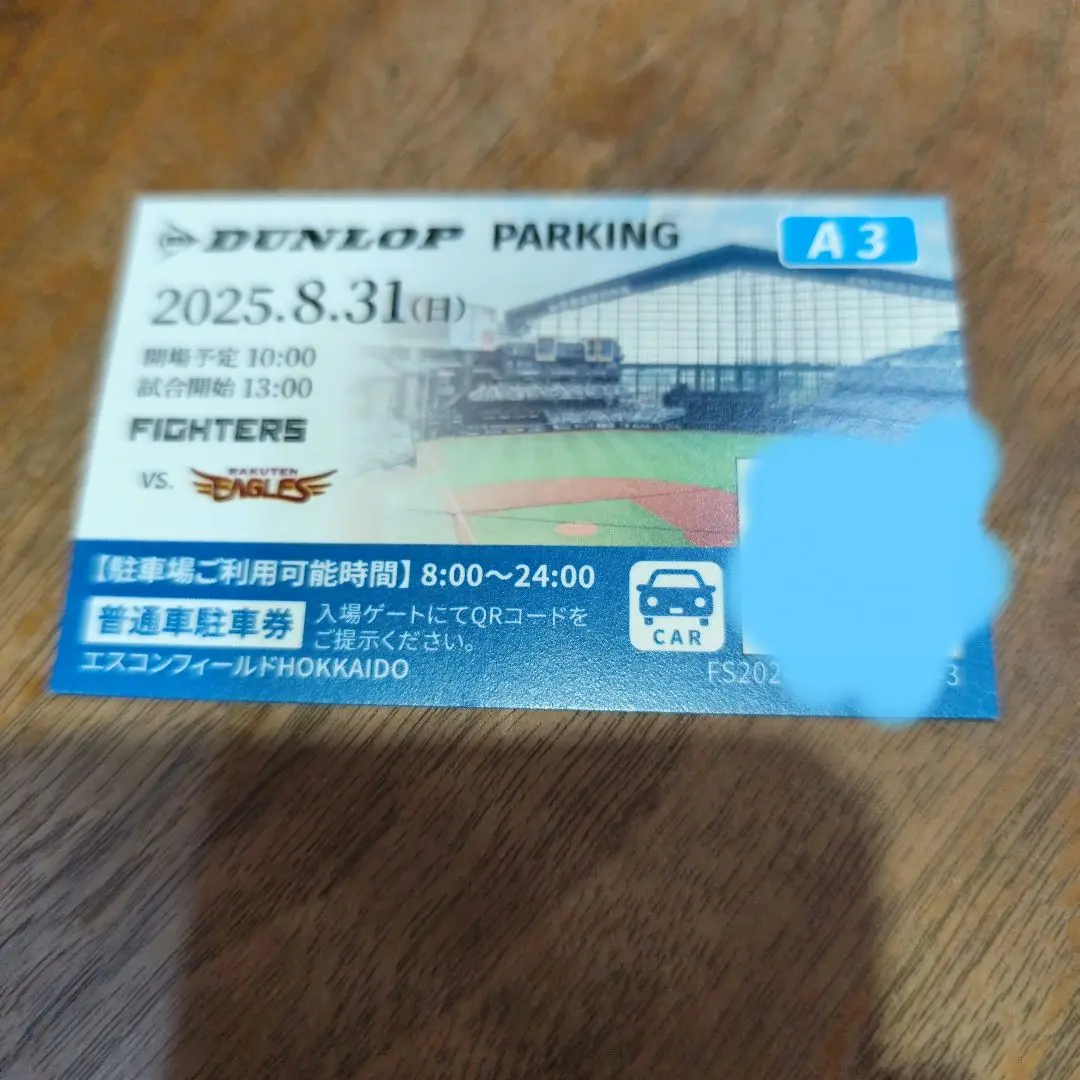 DUNLOP PARKING
A3
2025.8.31(日)
開場予定 10:00
試合開始 13:00
FIGHTERS
VS. RAKUTEN EAGLES
【駐車場ご利用可能時間】8:00～24:00
普通車駐車券
入場ゲートにてQRコードを
ご提示ください。
エスコンフィールドHOKKAIDO
CAR
FS202
3